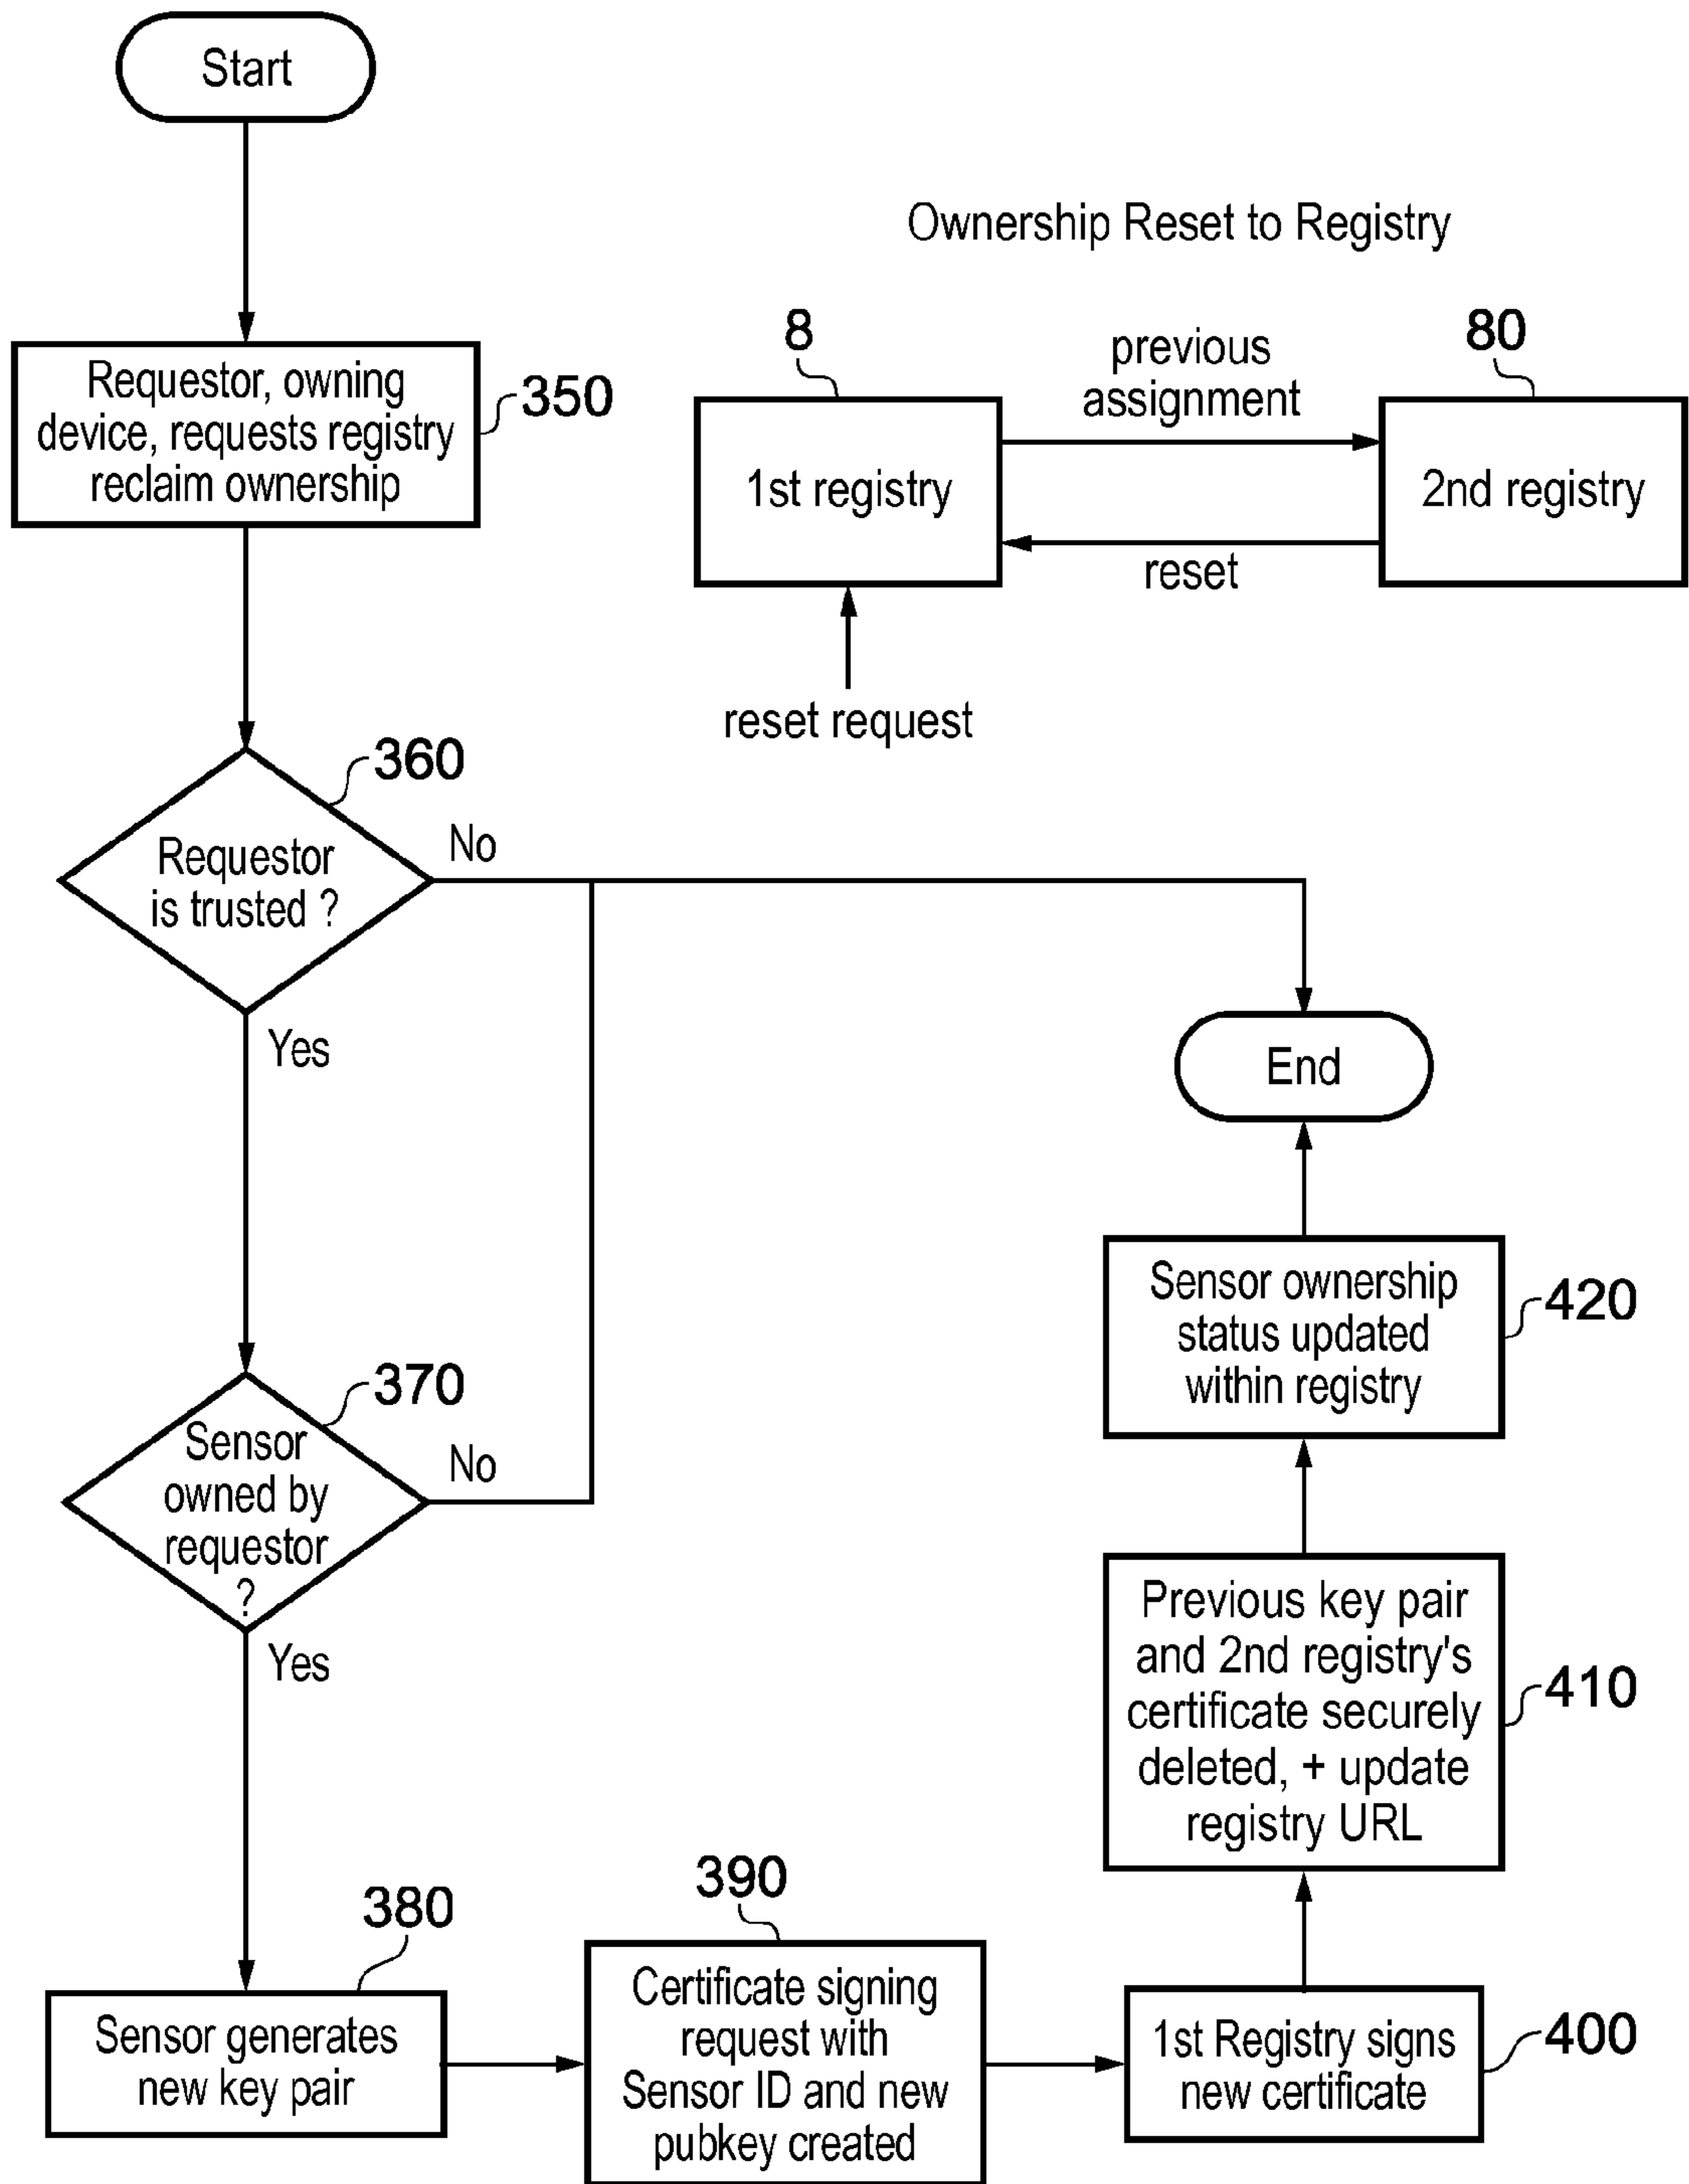 Start
Ownership Reset to Registry
Requestor, owning
device, requests registry
reclaim ownership
350
8
previous
assignment
80
1st registry
2nd registry
reset
reset request
360
Requestor
is trusted ?
No
Yes
End
370
Sensor
owned by
requestor
?
No
Yes
Sensor ownership
status updated
within registry
420
Previous key pair
and 2nd registry's
certificate securely
deleted, + update
registry URL
410
380
Sensor generates
new key pair
390
Certificate signing
request with
Sensor ID and new
pubkey created
1st Registry signs
new certificate
400